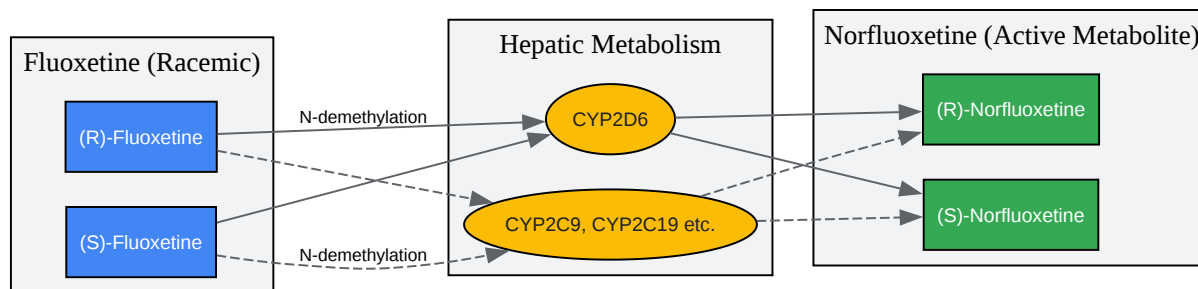 Fluoxetine (Racemic)
(R)-Fluoxetine
(S)-Fluoxetine
N-demethylation
N-demethylation
Hepatic Metabolism
CYP2D6
CYP2C9, CYP2C19 etc.
Norfluoxetine (Active Metabolite)
(R)-Norfluoxetine
(S)-Norfluoxetine